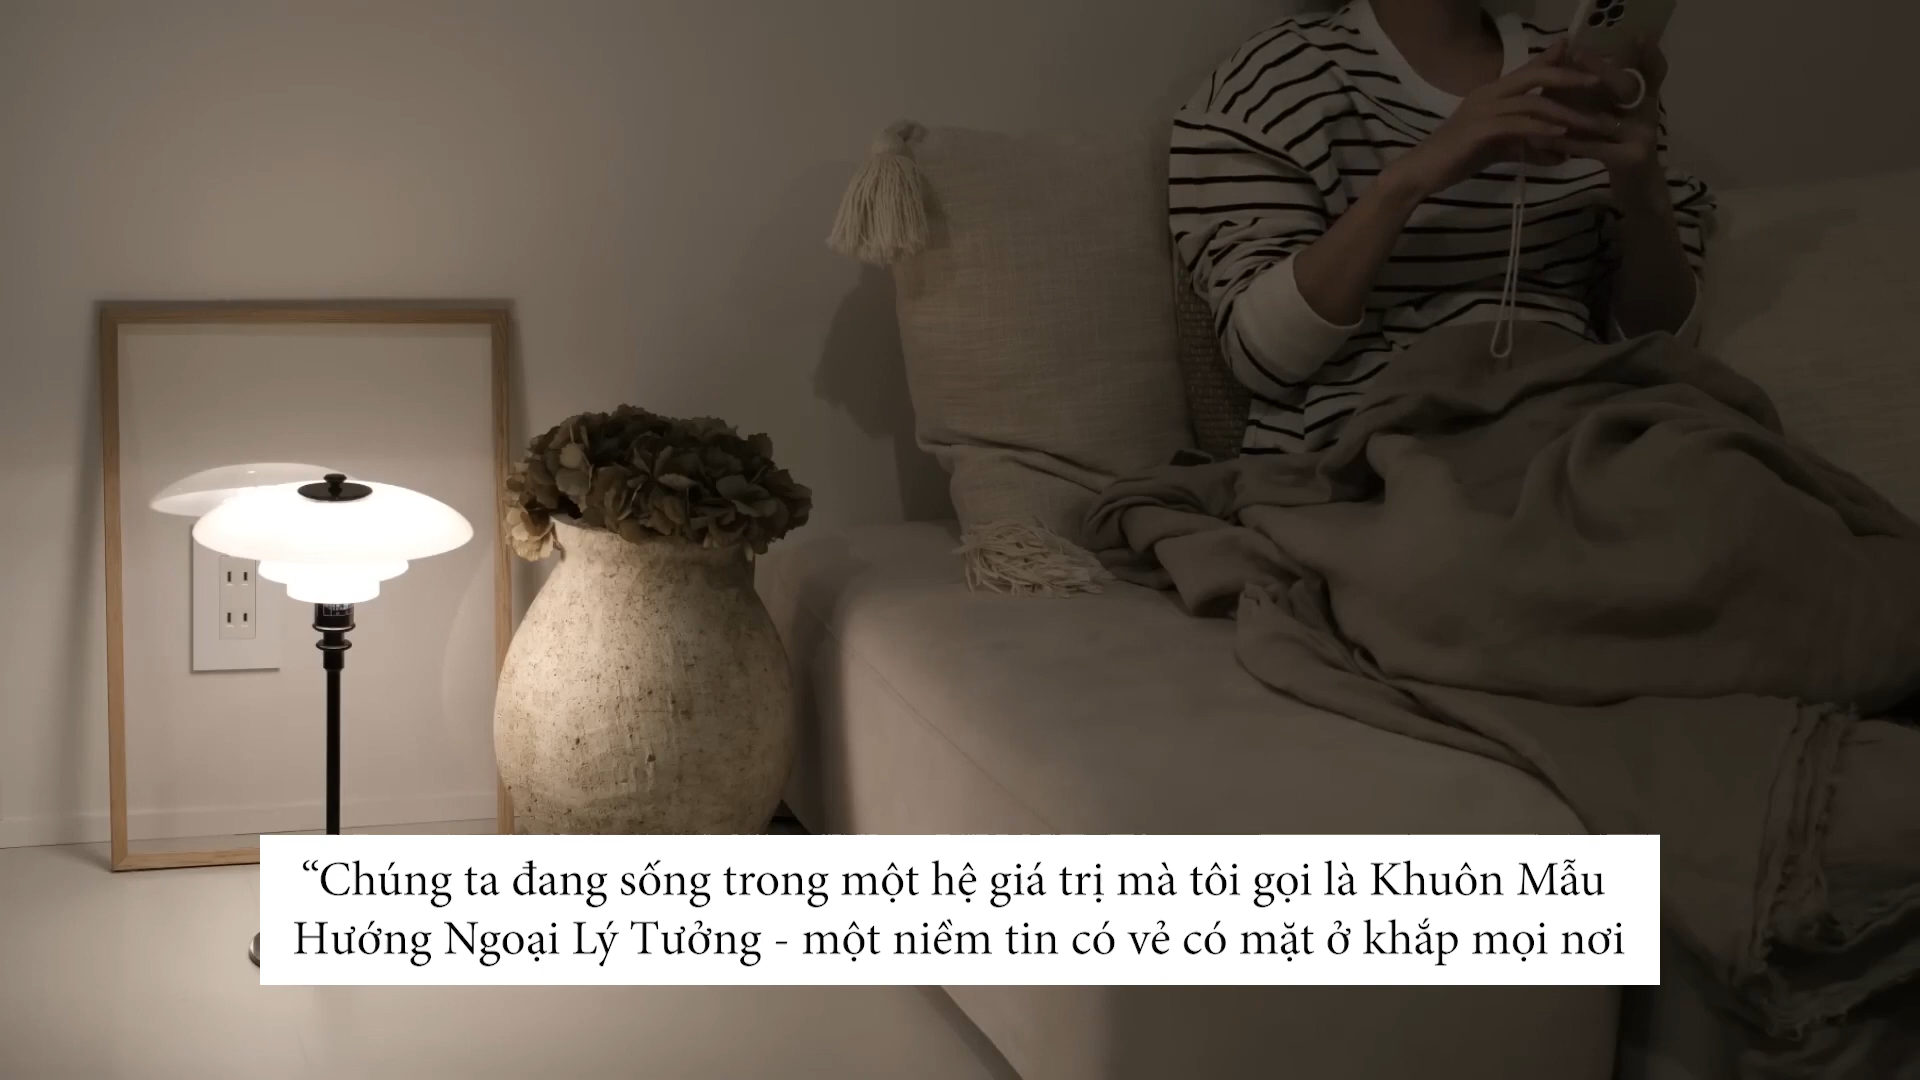 “Chúng ta đang sống trong một hệ giá trị mà tôi gọi là Khuôn Mẫu
Hướng Ngoại Lý Tưởng - một niềm tin có vẻ có mặt ở khắp mọi nơi